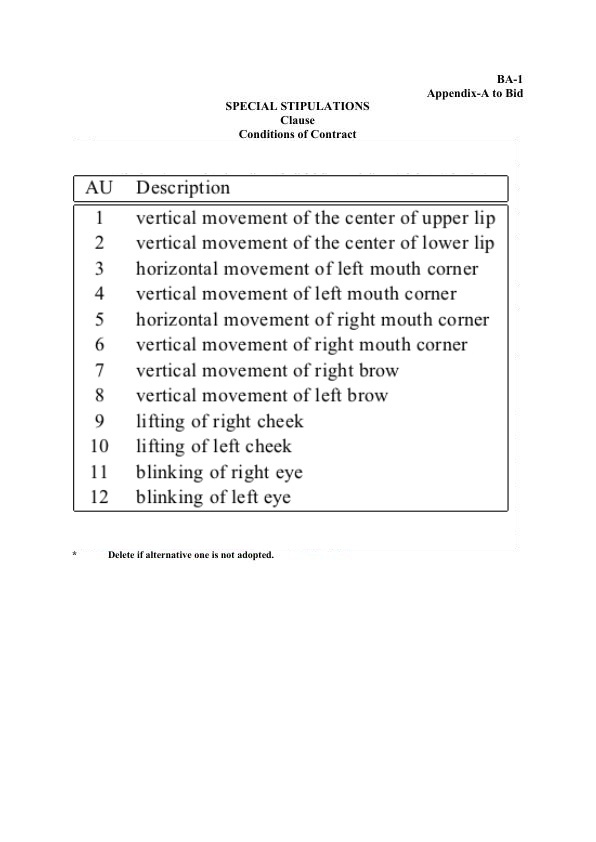 BA-1
Appendix-A to Bid
SPECIAL STIPULATIONS
Clause
Conditions of Contract
AU Description
1 vertical movement of the center of upper lip
2 vertical movement of the center of lower lip
3 horizontal movement of left mouth corner
4 vertical movement of left mouth corner
5 horizontal movement of right mouth corner
6 vertical movement of right mouth corner
7 vertical movement of right brow
8 vertical movement of left brow
9 lifting of right cheek
10 lifting of left cheek
11 blinking of right eye
12 blinking of left eye
* Delete if alternative one is not adopted.